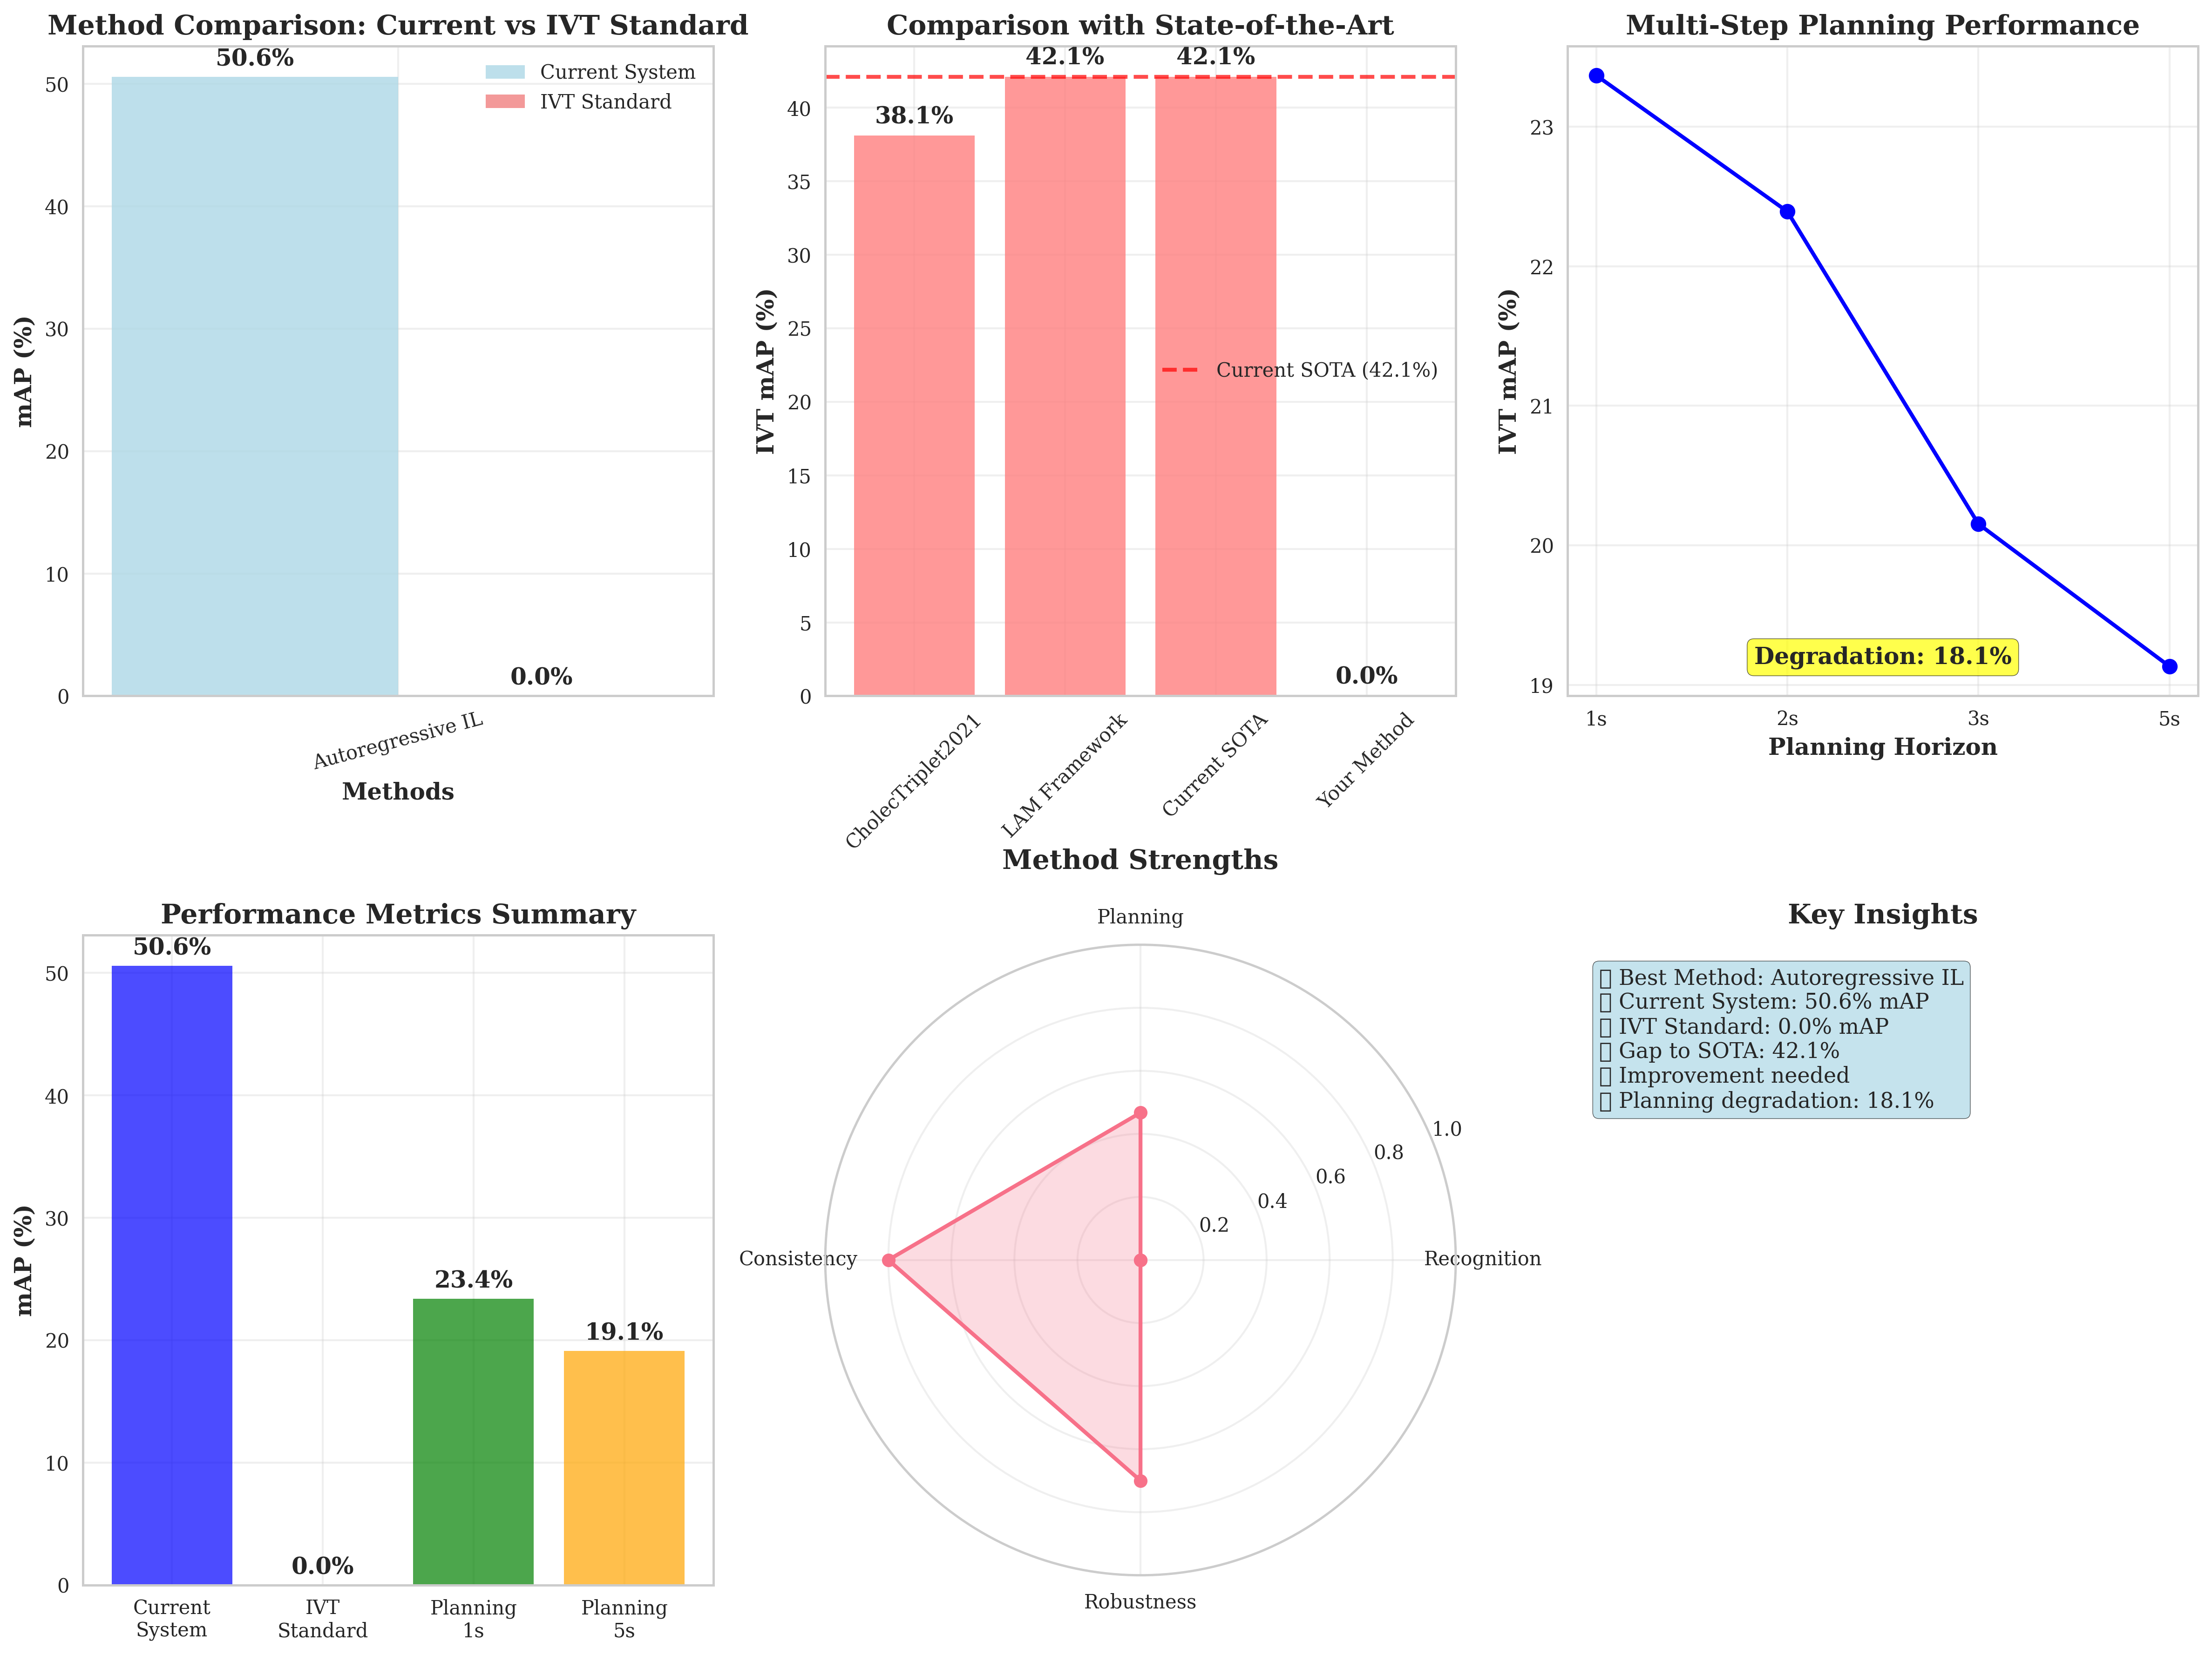 Method Comparison: Current vs IVT Standard
50.6%
Current System
IVT Standard
50
40
30
20
10
0
0.0%
mAP (%)
Autoregressive IL
Methods
Comparison with State-of-the-Art
42.1%
42.1%
38.1%
40
35
30
25
20
15
10
5
0
Current SOTA (42.1%)
0.0%
IVT mAP (%)
CholecTriplet2021
LAM Framework
Current SOTA
Your Method
Multi-Step Planning Performance
23
22
21
20
19
IVT mAP (%)
Degradation: 18.1%
1s
2s
3s
5s
Planning Horizon
Performance Metrics Summary
50.6%
50
40
30
20
10
0
mAP (%)
0.0%
23.4%
19.1%
Current
System
IVT
Standard
Planning
1s
Planning
5s
Method Strengths
Planning
1.0
0.8
0.6
0.4
0.2
Consistency
Recognition
Robustness
Key Insights
Best Method: Autoregressive IL
Current System: 50.6% mAP
IVT Standard: 0.0% mAP
Gap to SOTA: 42.1%
Improvement needed
Planning degradation: 18.1%